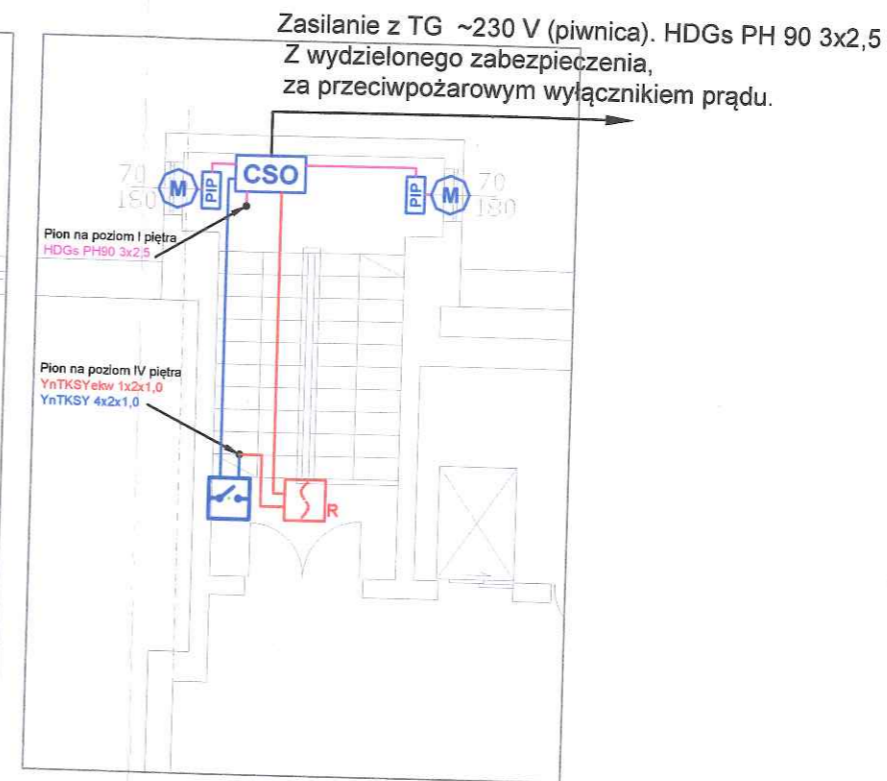 Zasilanie z TG ~230 V (piwnica). HDGs PH 90 3x2,5
Z wydzielonego zabezpieczenia,
za przeciwpożarowym wyłącznikiem prądu.
70
180
M
PIP
CSO
PIP
M
70
180
Pion na poziom I piętra
HDGs PH90 3x2,5
Pion na poziom IV piętra
YnTKSYekw 1x2x1,0
YnTKSY 4x2x1,0
R